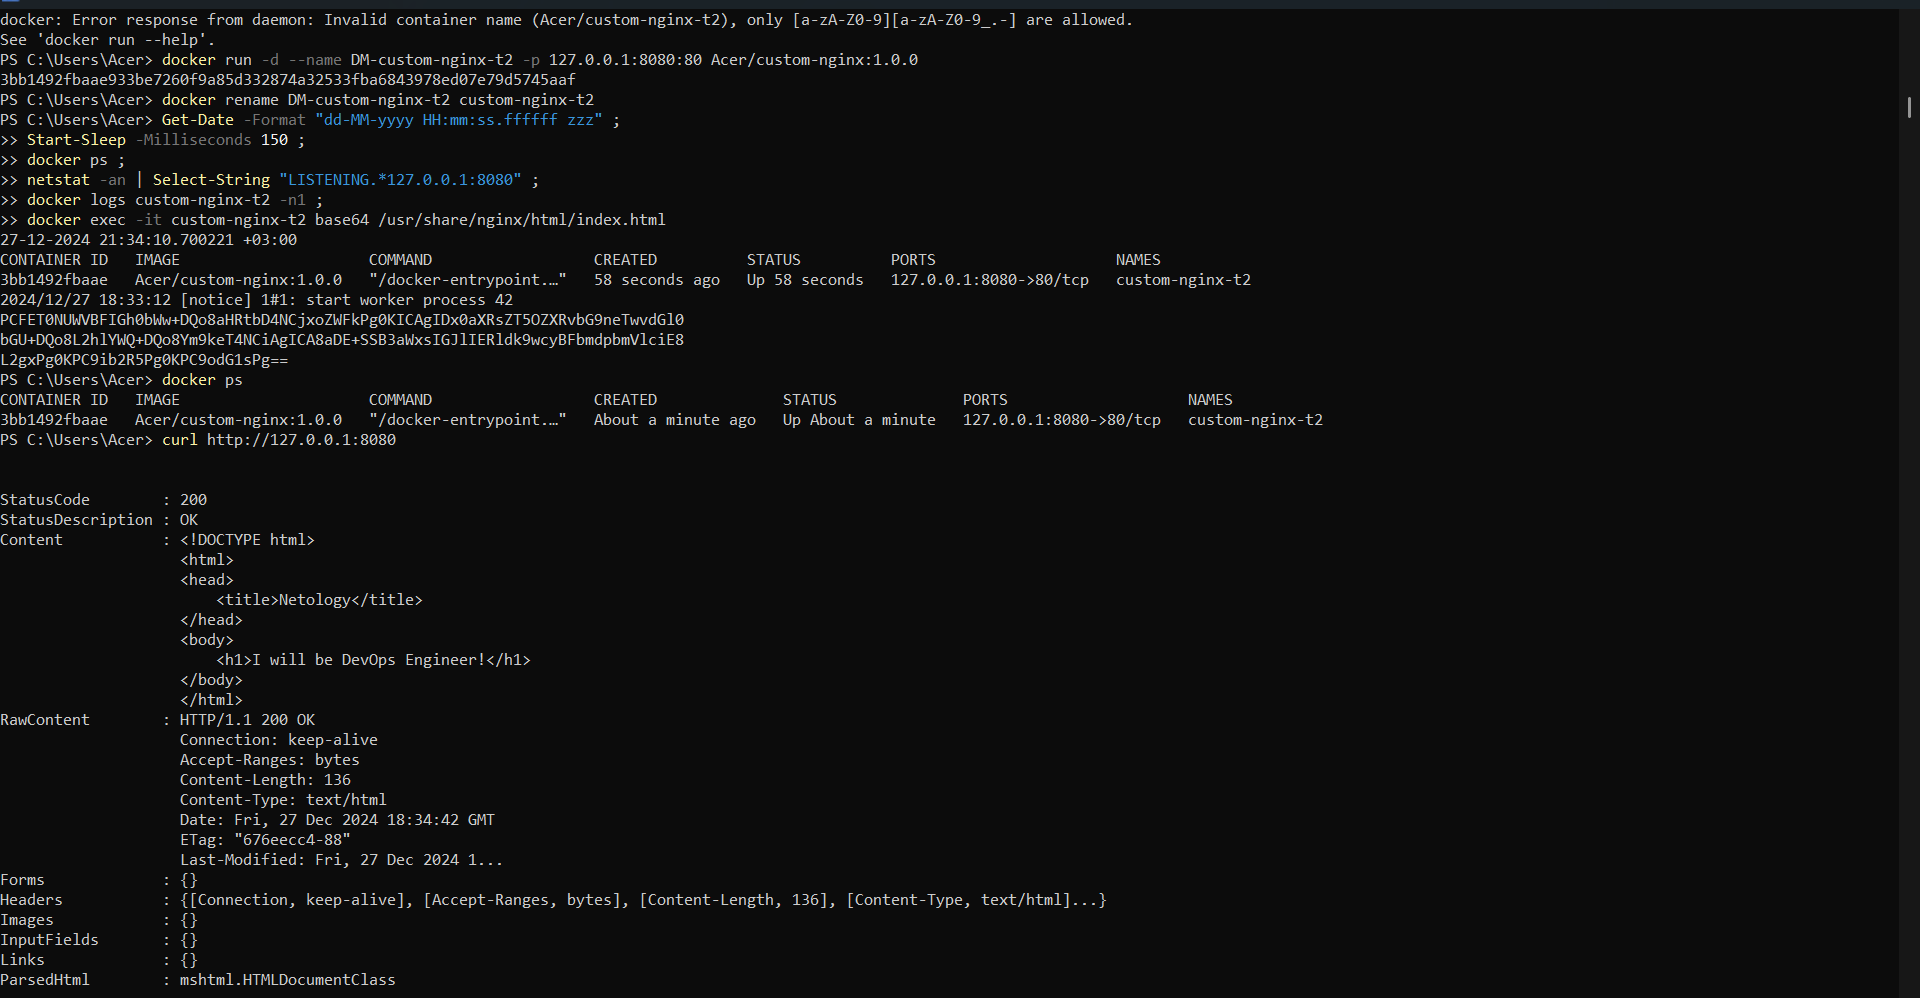 docker: Error response from daemon: Invalid container name (Acer/custom-nginx-t2), only [a-zA-Z0-9][a-zA-Z0-9_.-] are allowed.
See 'docker run --help'.
PS C:\Users\Acer> docker run -d --name DM-custom-nginx-t2 -p 127.0.0.1:8080:80 Acer/custom-nginx:1.0.0
3bb1492fbaae933be7260f9a85d332874a32533fba6843978ed07e79d5745aaf
PS C:\Users\Acer> docker rename DM-custom-nginx-t2 custom-nginx-t2
PS C:\Users\Acer> Get-Date -Format "dd-MM-yyyy HH:mm:ss.ffffff zzz" ;
>> Start-Sleep -Milliseconds 150 ;
>> docker ps ;
>> netstat -an | Select-String "LISTENING.*127.0.0.1:8080" ;
>> docker logs custom-nginx-t2 -n1 ;
>> docker exec -it custom-nginx-t2 base64 /usr/share/nginx/html/index.html
27-12-2024 21:34:10.700221 +03:00
CONTAINER ID   IMAGE                     COMMAND                  CREATED          STATUS          PORTS                    NAMES
3bb1492fbaae   Acer/custom-nginx:1.0.0   "/docker-entrypoint.…"   58 seconds ago   Up 58 seconds   127.0.0.1:8080->80/tcp   custom-nginx-t2
2024/12/27 18:33:12 [notice] 1#1: start worker process 42
PCFET0NUWVBFIGh0bWw+DQo8aHRtbD4NCjxoZWFkPg0KICAgIDx0aXRsZT5OZXRvbG9neTwvdGl0
bGU+DQo8L2hlYWQ+DQo8Ym9keT4NCiAgICA8aDE+SSB3aWxsIGJlIERldk9wcyBFbmdpbmVlciE8
L2gxPg0KPC9ib2R5Pg0KPC9odG1sPg==
PS C:\Users\Acer> docker ps
CONTAINER ID   IMAGE                     COMMAND                  CREATED              STATUS              PORTS                    NAMES
3bb1492fbaae   Acer/custom-nginx:1.0.0   "/docker-entrypoint.…"   About a minute ago   Up About a minute   127.0.0.1:8080->80/tcp   custom-nginx-t2
PS C:\Users\Acer> curl http://127.0.0.1:8080
StatusCode        : 200
StatusDescription : OK
Content           : <!DOCTYPE html>
                    <html>
                    <head>
                        <title>Netology</title>
                    </head>
                    <body>
                        <h1>I will be DevOps Engineer!</h1>
                    </body>
                    </html>
RawContent        : HTTP/1.1 200 OK
                    Connection: keep-alive
                    Accept-Ranges: bytes
                    Content-Length: 136
                    Content-Type: text/html
                    Date: Fri, 27 Dec 2024 18:34:42 GMT
                    ETag: "676eecc4-88"
                    Last-Modified: Fri, 27 Dec 2024 1...
Forms             : {}
Headers           : {[Connection, keep-alive], [Accept-Ranges, bytes], [Content-Length, 136], [Content-Type, text/html]...}
Images            : {}
InputFields       : {}
Links             : {}
ParsedHtml        : mshtml.HTMLDocumentClass